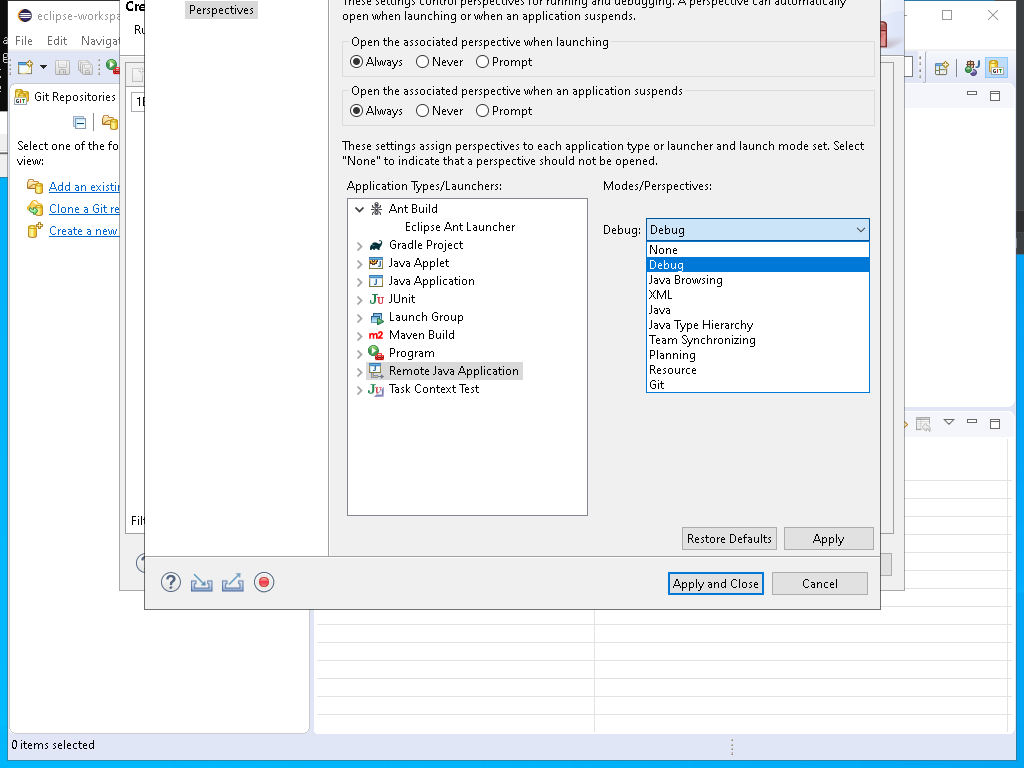 These settings control perspectives for running and debugging. A perspective can automatically
open when launching or when an application suspends.
Perspectives
eclipse-workspa
Cre
File Edit Navigat
Ru
Open the associated perspective when launching
Always Never Prompt
Open the associated perspective when an application suspends
Always Never Prompt
Git Repositories
GIT
Select one of the fo
view:
Add an existin
Clone a Git re
Create a new
These settings assign perspectives to each application type or launcher and launch mode set. Select
"None" to indicate that a perspective should not be opened.
Application Types/Launchers:
Modes/Perspectives:
Ant Build
Eclipse Ant Launcher
Gradle Project
Java Applet
Java Application
JUnit
Launch Group
Maven Build
Program
Remote Java Application
Task Context Test
Debug: Debug
None
Debug
Java Browsing
XML
Java
Java Type Hierarchy
Team Synchronizing
Planning
Resource
Git
Filt
Restore Defaults Apply
Apply and Close Cancel
0 items selected